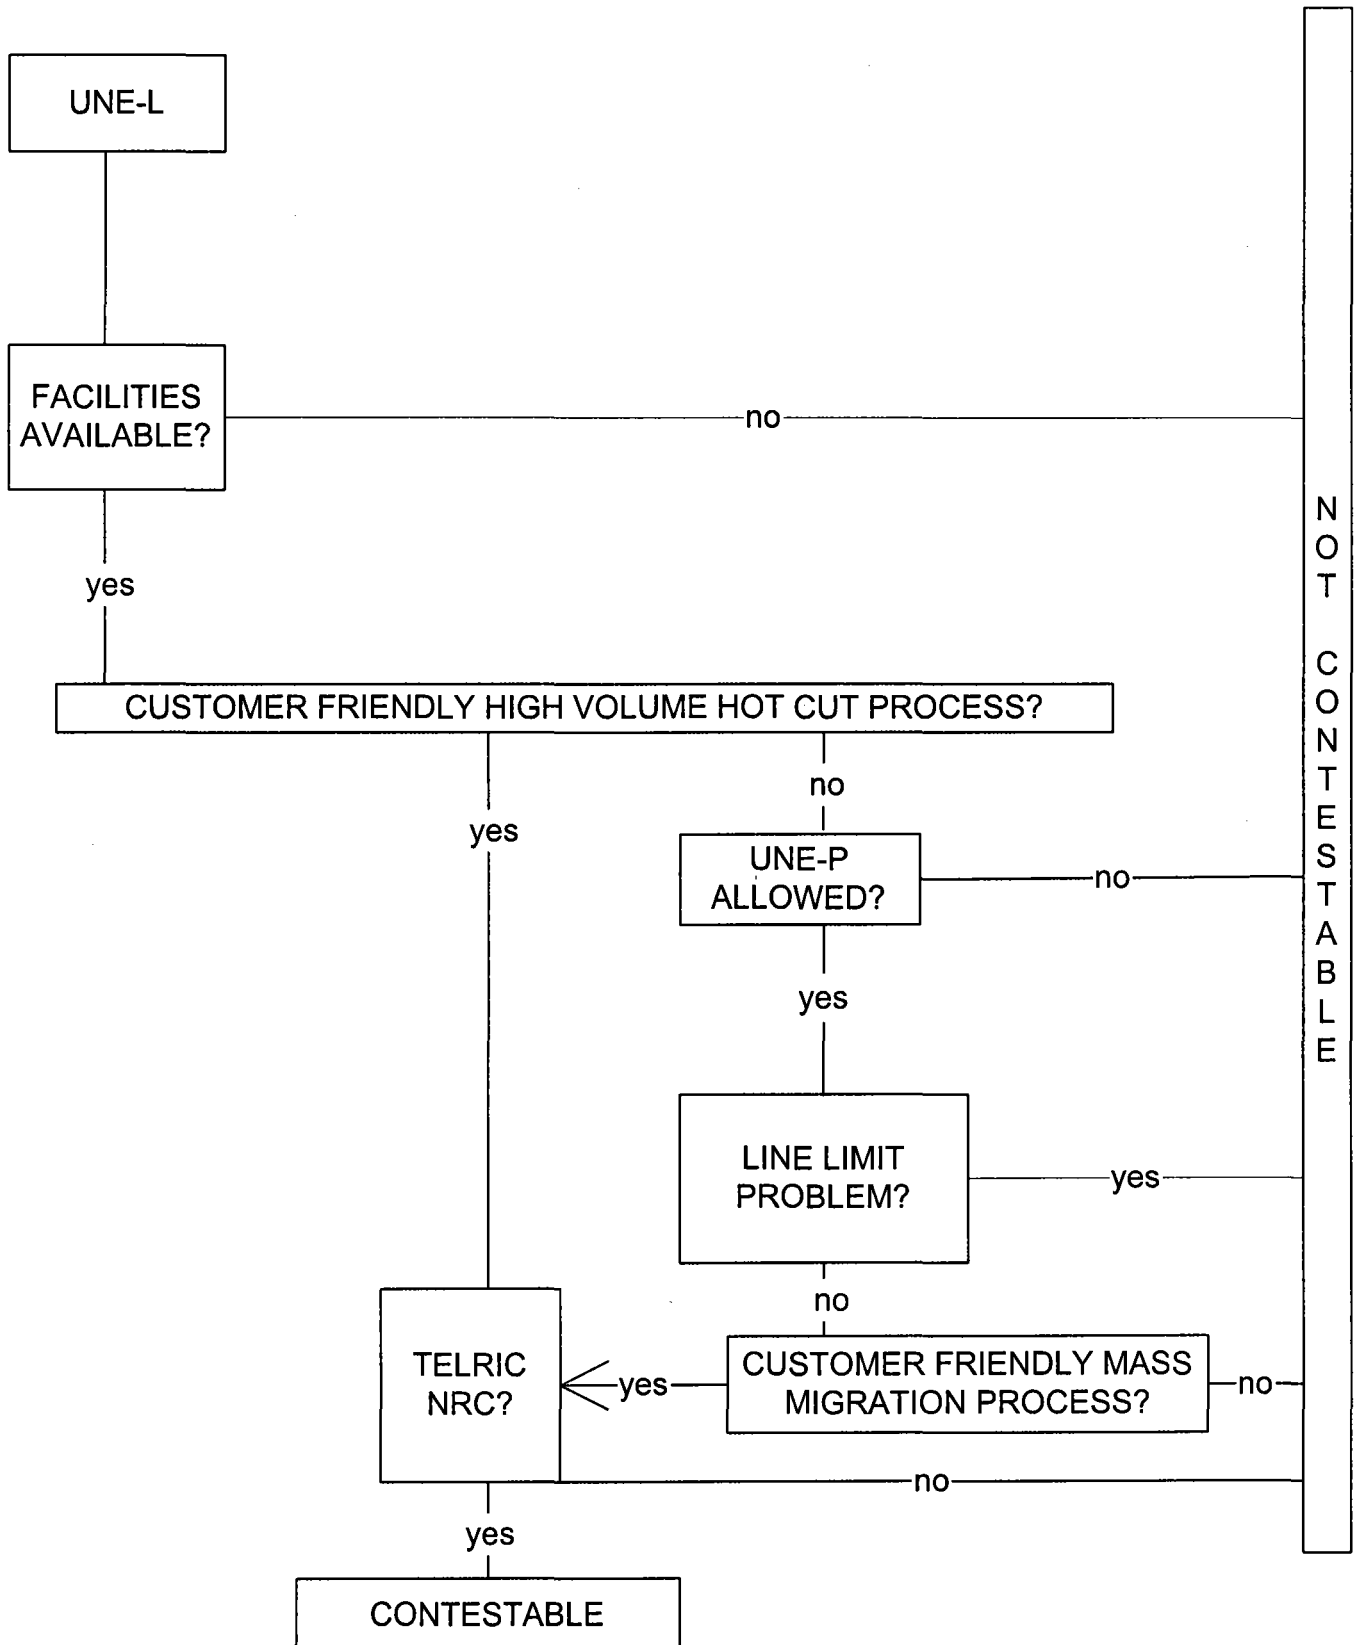 UNE-L
FACILITIES
AVAILABLE?
no
yes
CUSTOMER FRIENDLY HIGH VOLUME HOT CUT PROCESS?
yes
no
UNE-P
ALLOWED?
no
yes
LINE LIMIT
PROBLEM?
yes
no
TELRIC
NRC?
yes
CUSTOMER FRIENDLY MASS
MIGRATION PROCESS?
no
no
yes
CONTESTABLE
NOT CONTESTABLE